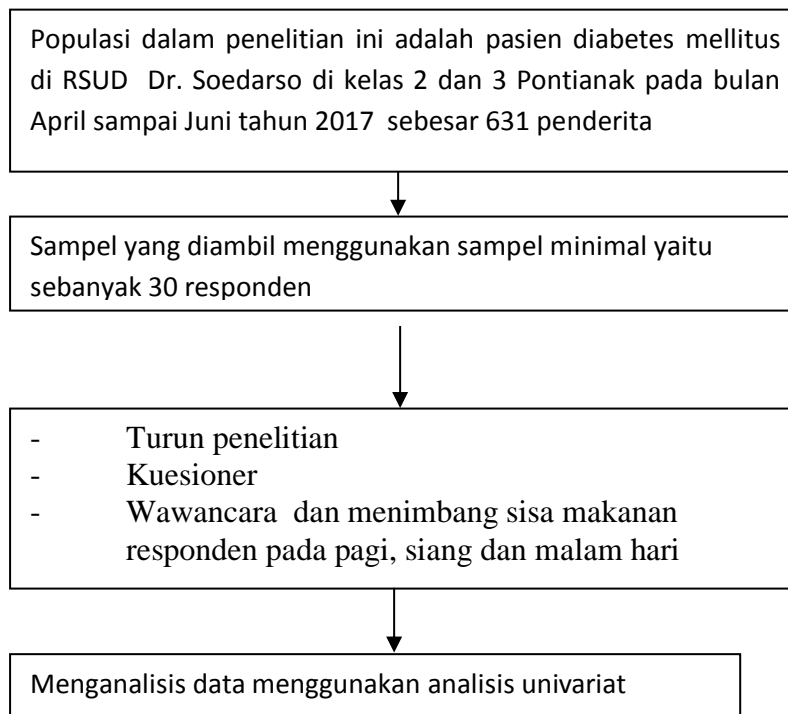 Populasi dalam penelitian ini adalah pasien diabetes mellitus
di RSUD Dr. Soedarso di kelas 2 dan 3 Pontianak pada bulan
April sampai Juni tahun 2017 sebesar 631 penderita
Sampel yang diambil menggunakan sampel minimal yaitu
sebanyak 30 responden
- Turun penelitian
- Kuesioner
- Wawancara dan menimbang sisa makanan
responden pada pagi, siang dan malam hari
Menganalisis data menggunakan analisis univariat